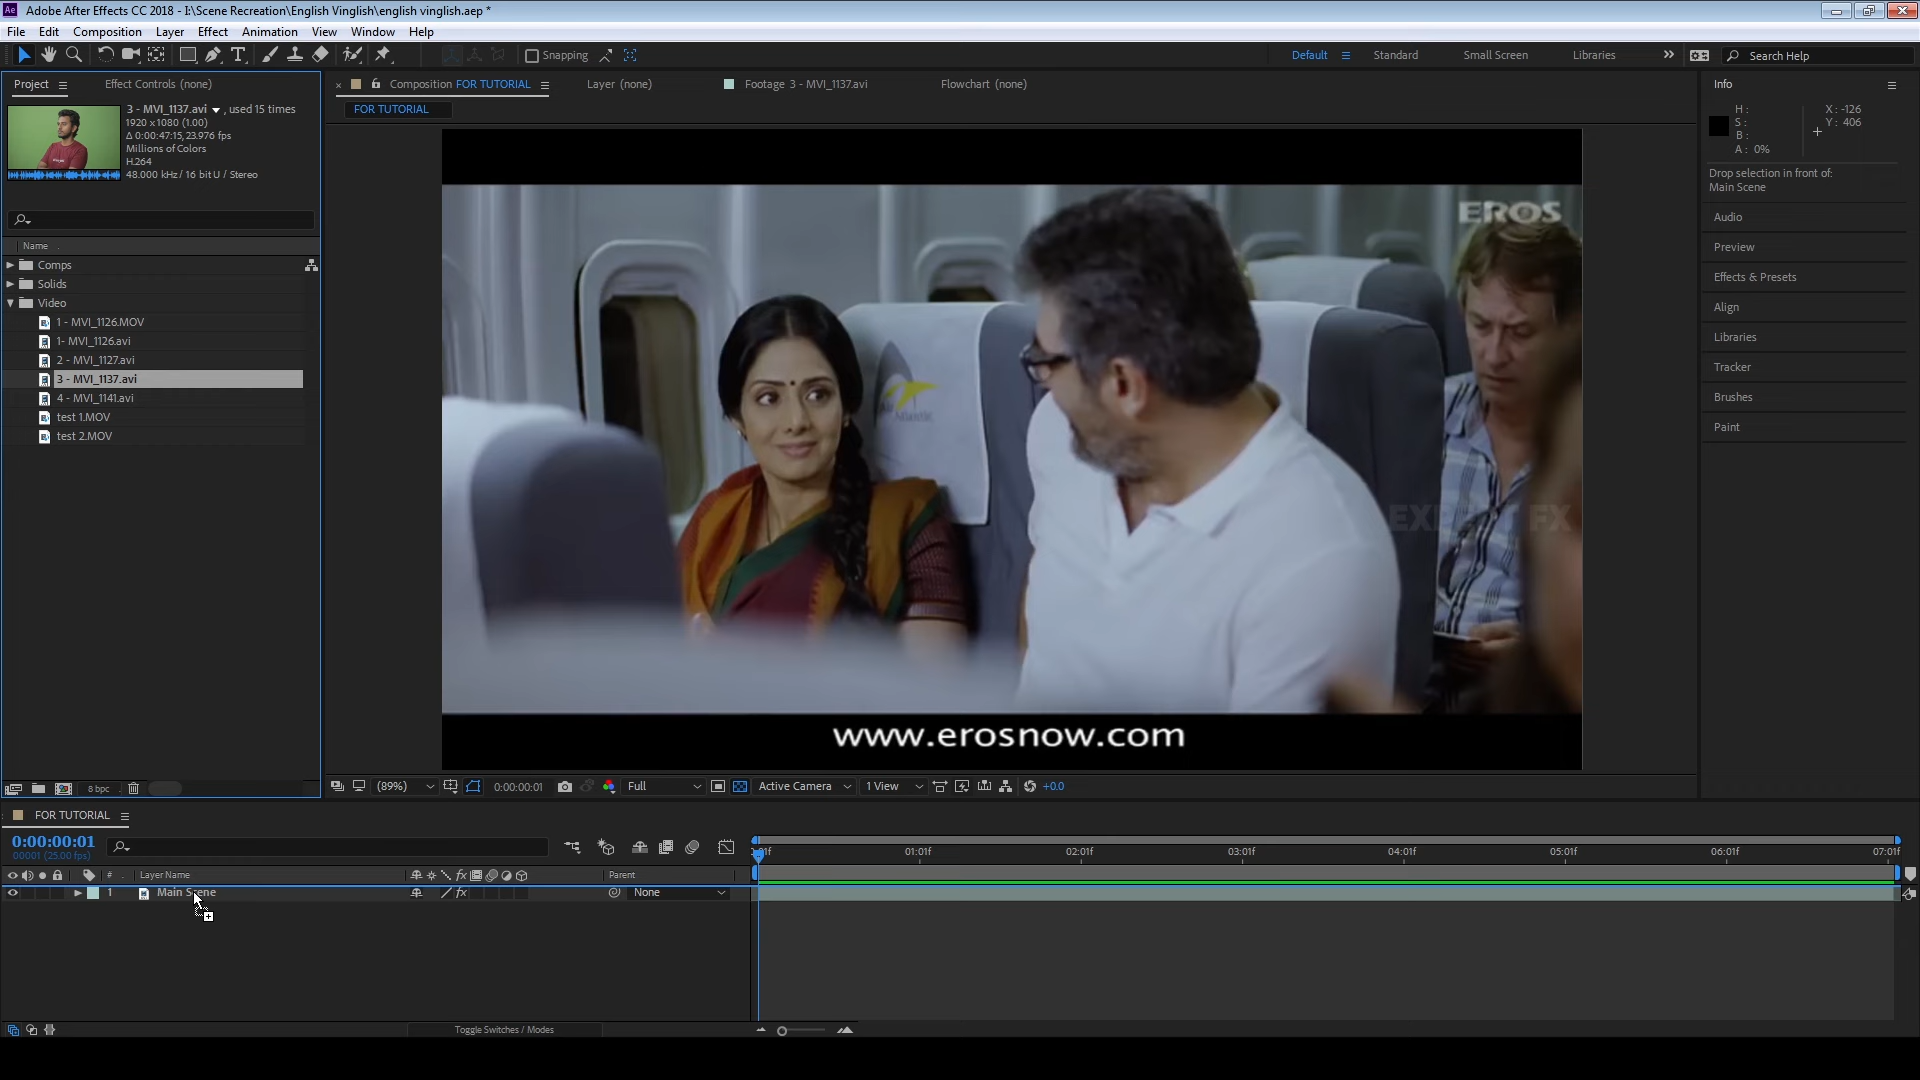 Adobe After Effects CC 2018 - I:\Scene Recreation\English Vinglish\english vinglish.aep *
File Edit Composition Layer Effect Animation View Window Help
Snapping
Default Standard Small Screen Libraries Search Help
Project Effect Controls (none)
Composition FOR TUTORIAL Layer (none) Footage 3 - MVI_1137.avi Flowchart (none)
Info
3 - MVI_1137.avi , used 15 times
1920 x 1080 (1.00)
Δ 0:00:47:15, 23.976 fps
Millions of Colors
H.264
48.000 kHz / 16 bit U / Stereo
FOR TUTORIAL
H :
S :
B :
A : 0%
X : -126
Y : 406
Drop selection in front of:
Main Scene
Audio
Preview
Effects & Presets
Align
Libraries
Tracker
Brushes
Paint
Name
Comps
Solids
Video
1 - MVI_1126.MOV
1- MVI_1126.avi
2 - MVI_1127.avi
3 - MVI_1137.avi
4 - MVI_1141.avi
test 1.MOV
test 2.MOV
EROS
Air Atlantic
www.erosnow.com
8 bpc
(89%) 0:00:00:01 Full Active Camera 1 View +0.0
FOR TUTORIAL
0:00:00:01
00001 (25.00 fps)
01:01f 02:01f 03:01f 04:01f 05:01f 06:01f 07:01f
# Layer Name Parent
1 Main Scene None
Toggle Switches / Modes